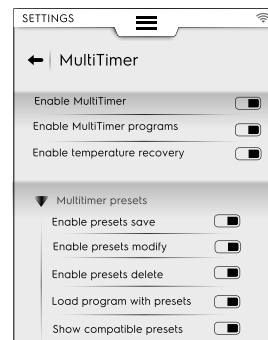 SETTINGS
MultiTimer
Enable MultiTimer
Enable MultiTimer programs
Enable temperature recovery
Multitimer presets
Enable presets save
Enable presets modify
Enable presets delete
Load program with presets
Show compatible presets